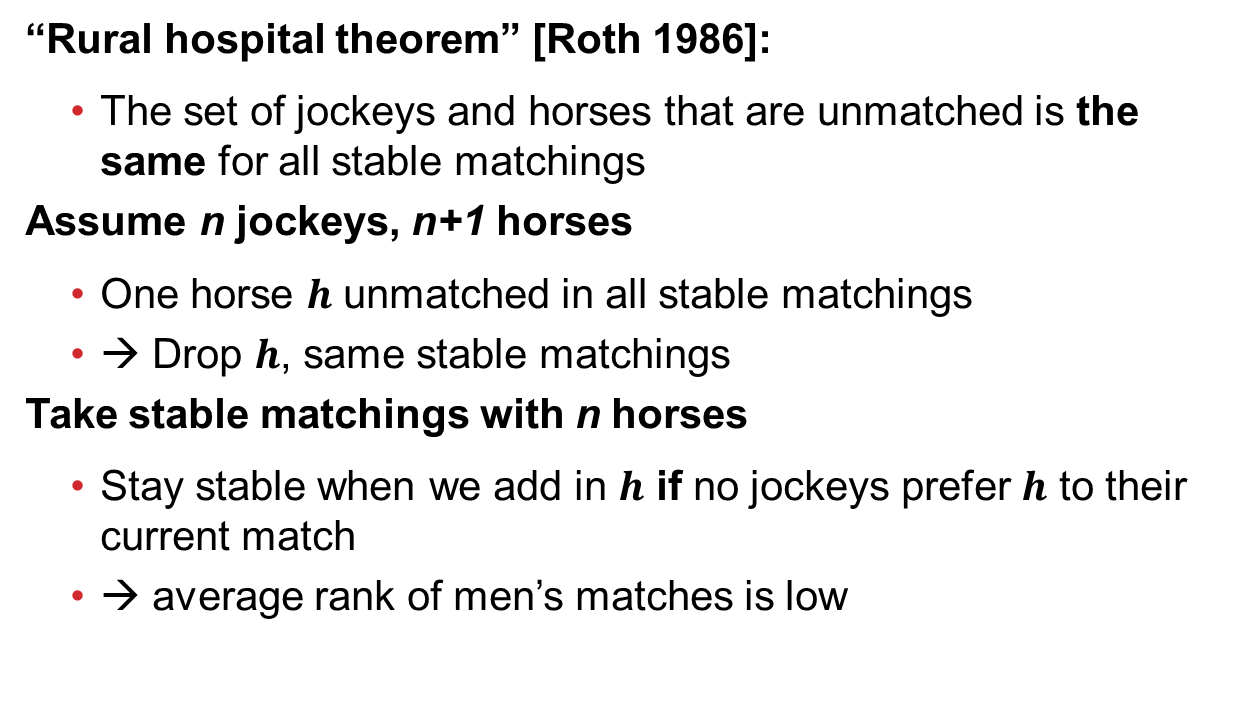 “Rural hospital theorem” [Roth 1986]:
• The set of jockeys and horses that are unmatched is the
same for all stable matchings
Assume n jockeys, n+1 horses
• One horse h unmatched in all stable matchings
• → Drop h, same stable matchings
Take stable matchings with n horses
• Stay stable when we add in h if no jockeys prefer h to their
current match
• → average rank of men’s matches is low